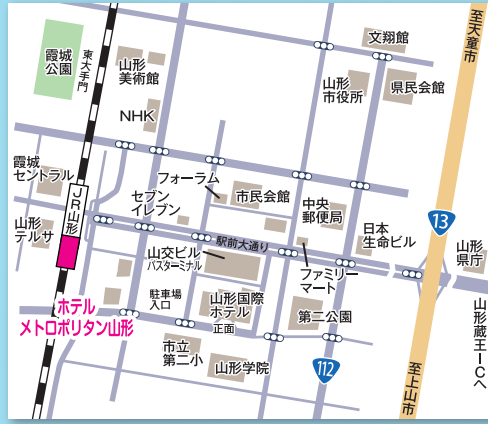 文翔館
至天童市
霞城
公園
東大手門
山形
美術館
山形
市役所
県民会館
NHK
霞城
セントラル
フォーラム
JR山形
セブン
イレブン
市民会館
中央
郵便局
山形
テルサ
13
日本
生命ビル
駅前大通り
山形
県庁
山交ビル
バスターミナル
ファミリー
マート
ホテル
メトロポリタン山形
駐車場
入口
山形国際
ホテル
正面
第二公園
山形蔵王ICへ
市立
第二小
山形学院
112
至上山市